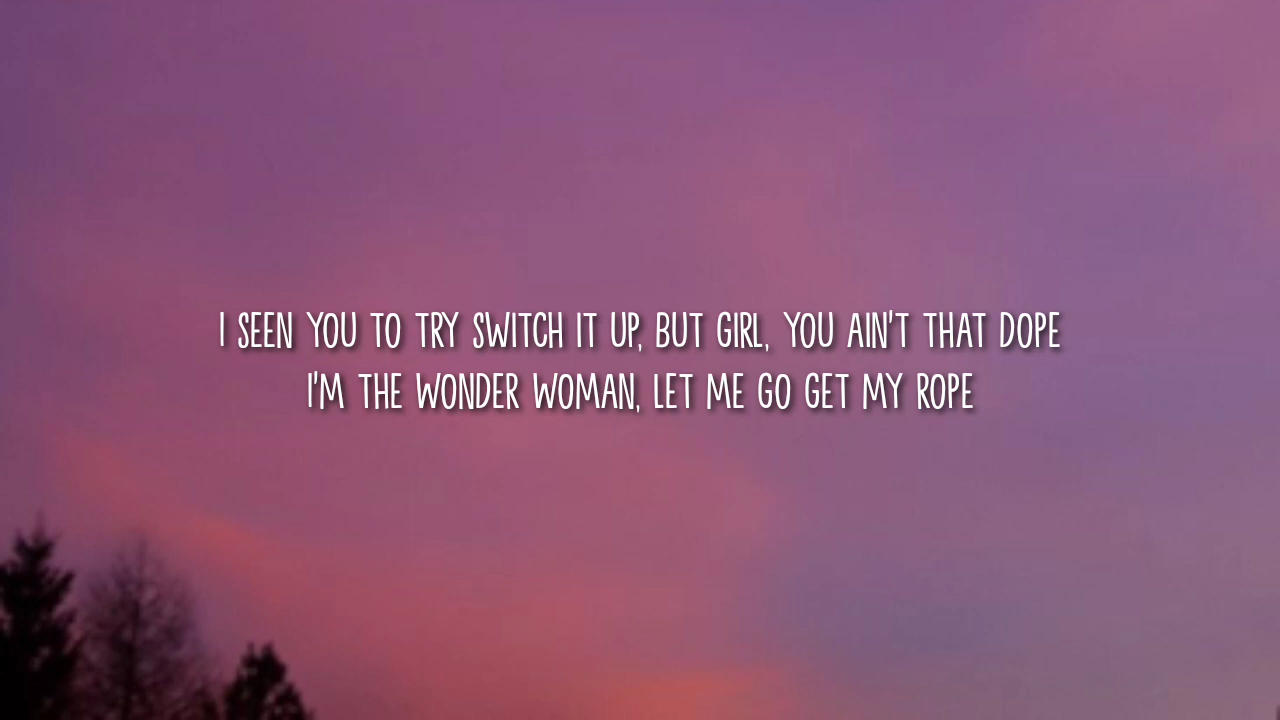 I SEEN YOU TO TRY SWITCH IT UP, BUT GIRL, YOU AIN'T THAT DOPE
I'M THE WONDER WOMAN, LET ME GO GET MY ROPE